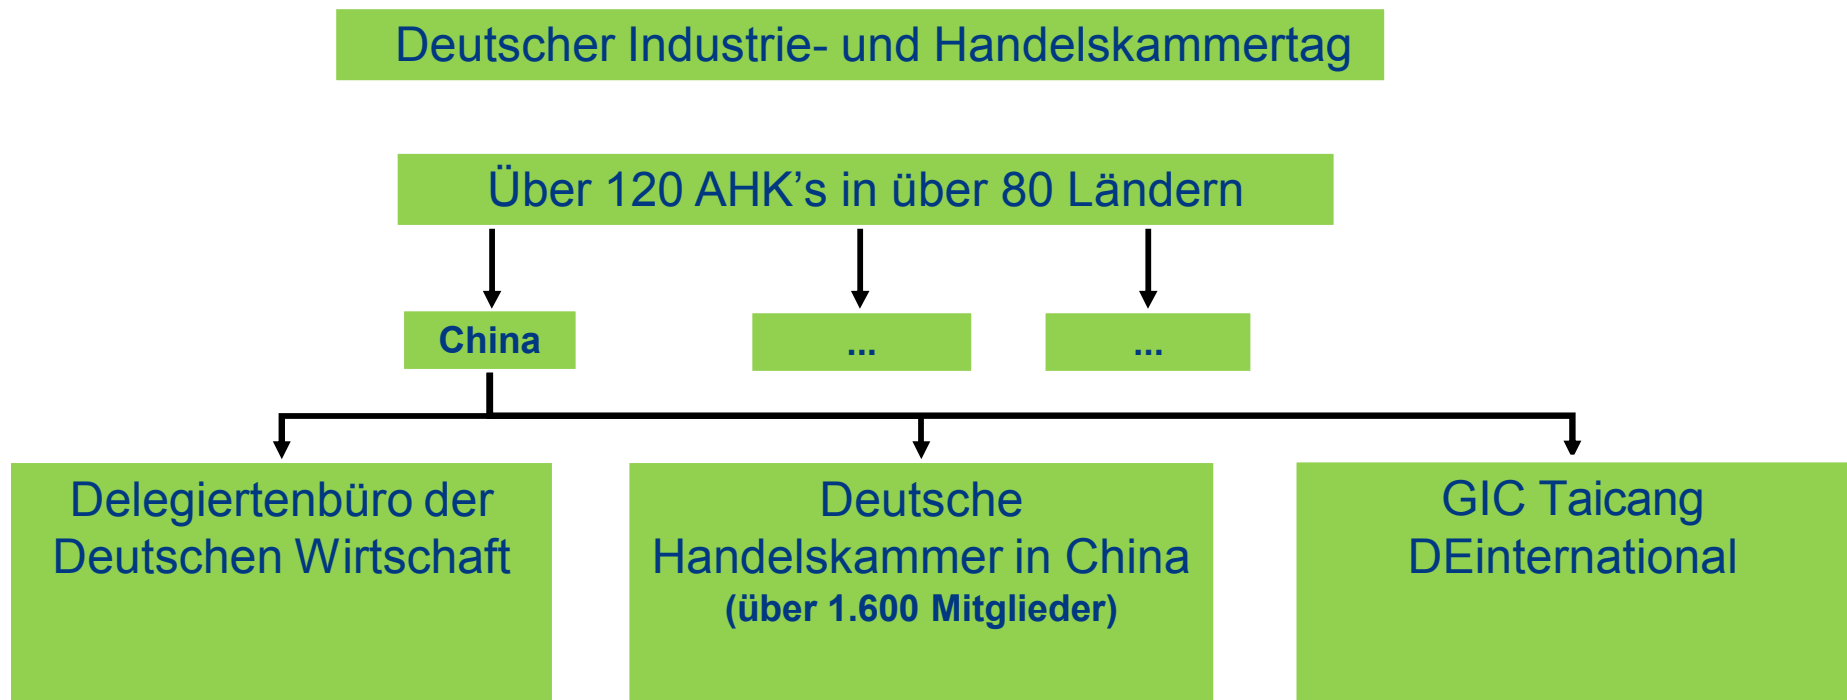 Deutscher Industrie- und Handelskammertag
Über 120 AHK’s in über 80 Ländern
China
...
...
Delegiertenbüro der
Deutschen Wirtschaft
Deutsche
Handelskammer in China
(über 1.600 Mitglieder)
GIC Taicang
DEinternational